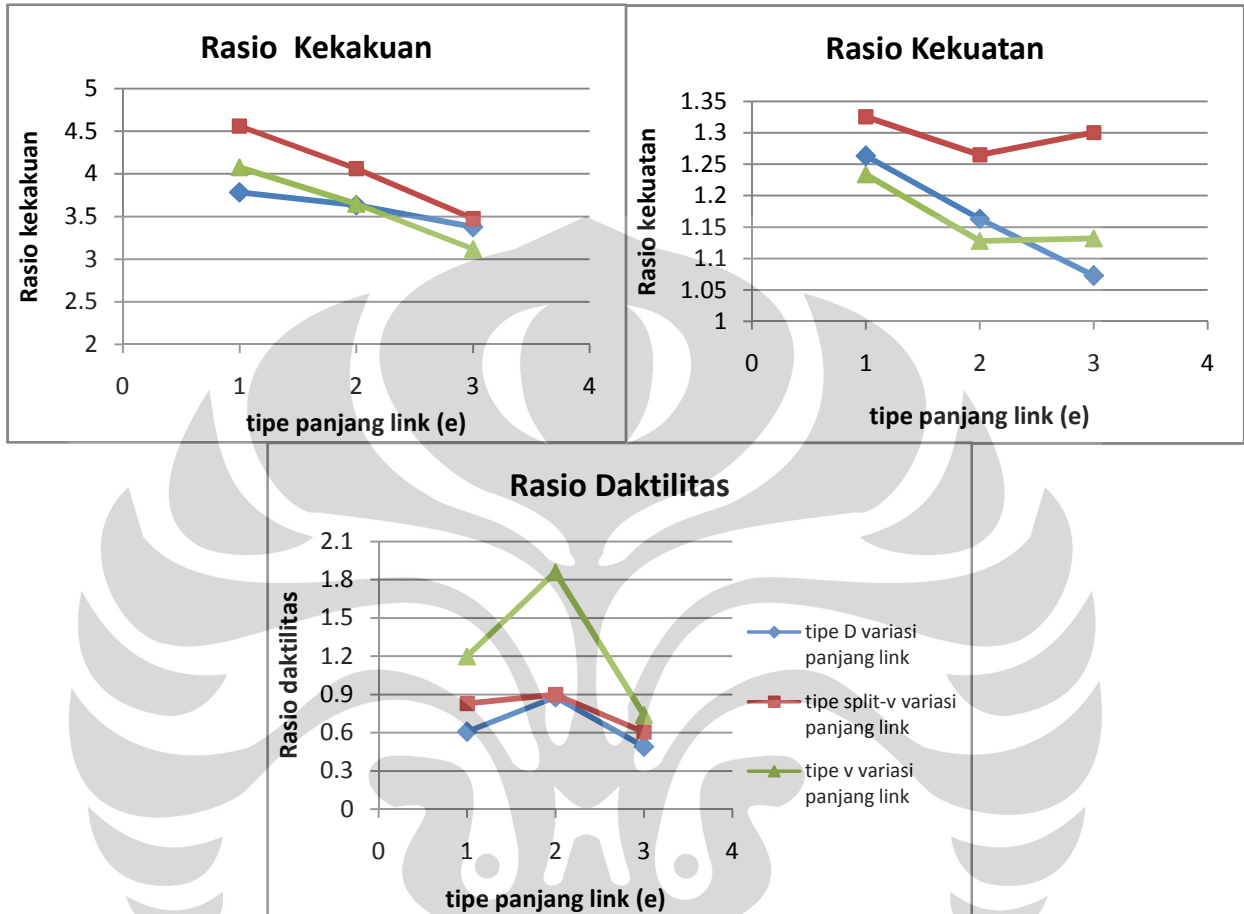 Rasio Kekakuan
Rasio kekakuan
5
4.5
4
3.5
3
2.5
2
0 1 2 3 4
tipe panjang link (e)
Rasio Kekuatan
Rasio kekuatan
1.35
1.3
1.25
1.2
1.15
1.1
1.05
1
0 1 2 3 4
tipe panjang link (e)
Rasio Daktilitas
Rasio daktilitas
2.1
1.8
1.5
1.2
0.9
0.6
0.3
0
0 1 2 3 4
tipe panjang link (e)
tipe D variasi
panjang link
tipe split-v variasi
panjang link
tipe v variasi
panjang link